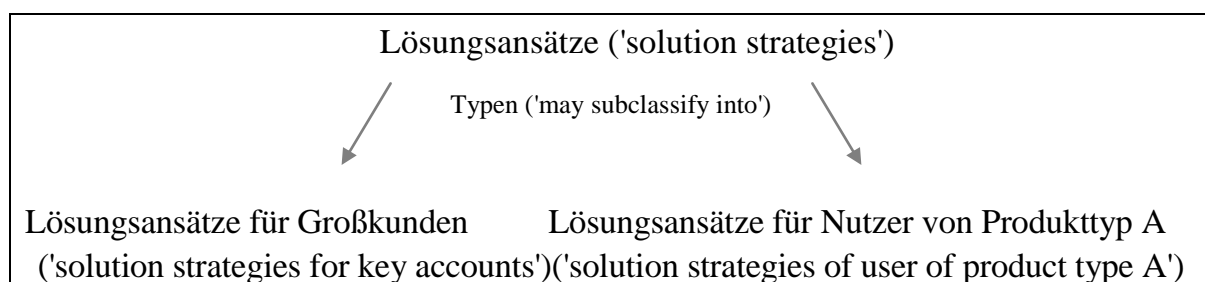 Lösungsansätze ('solution strategies')
Typen ('may subclassify into')
Lösungsansätze für Großkunden Lösungsansätze für Nutzer von Produkttyp A
('solution strategies for key accounts')('solution strategies of user of product type A')